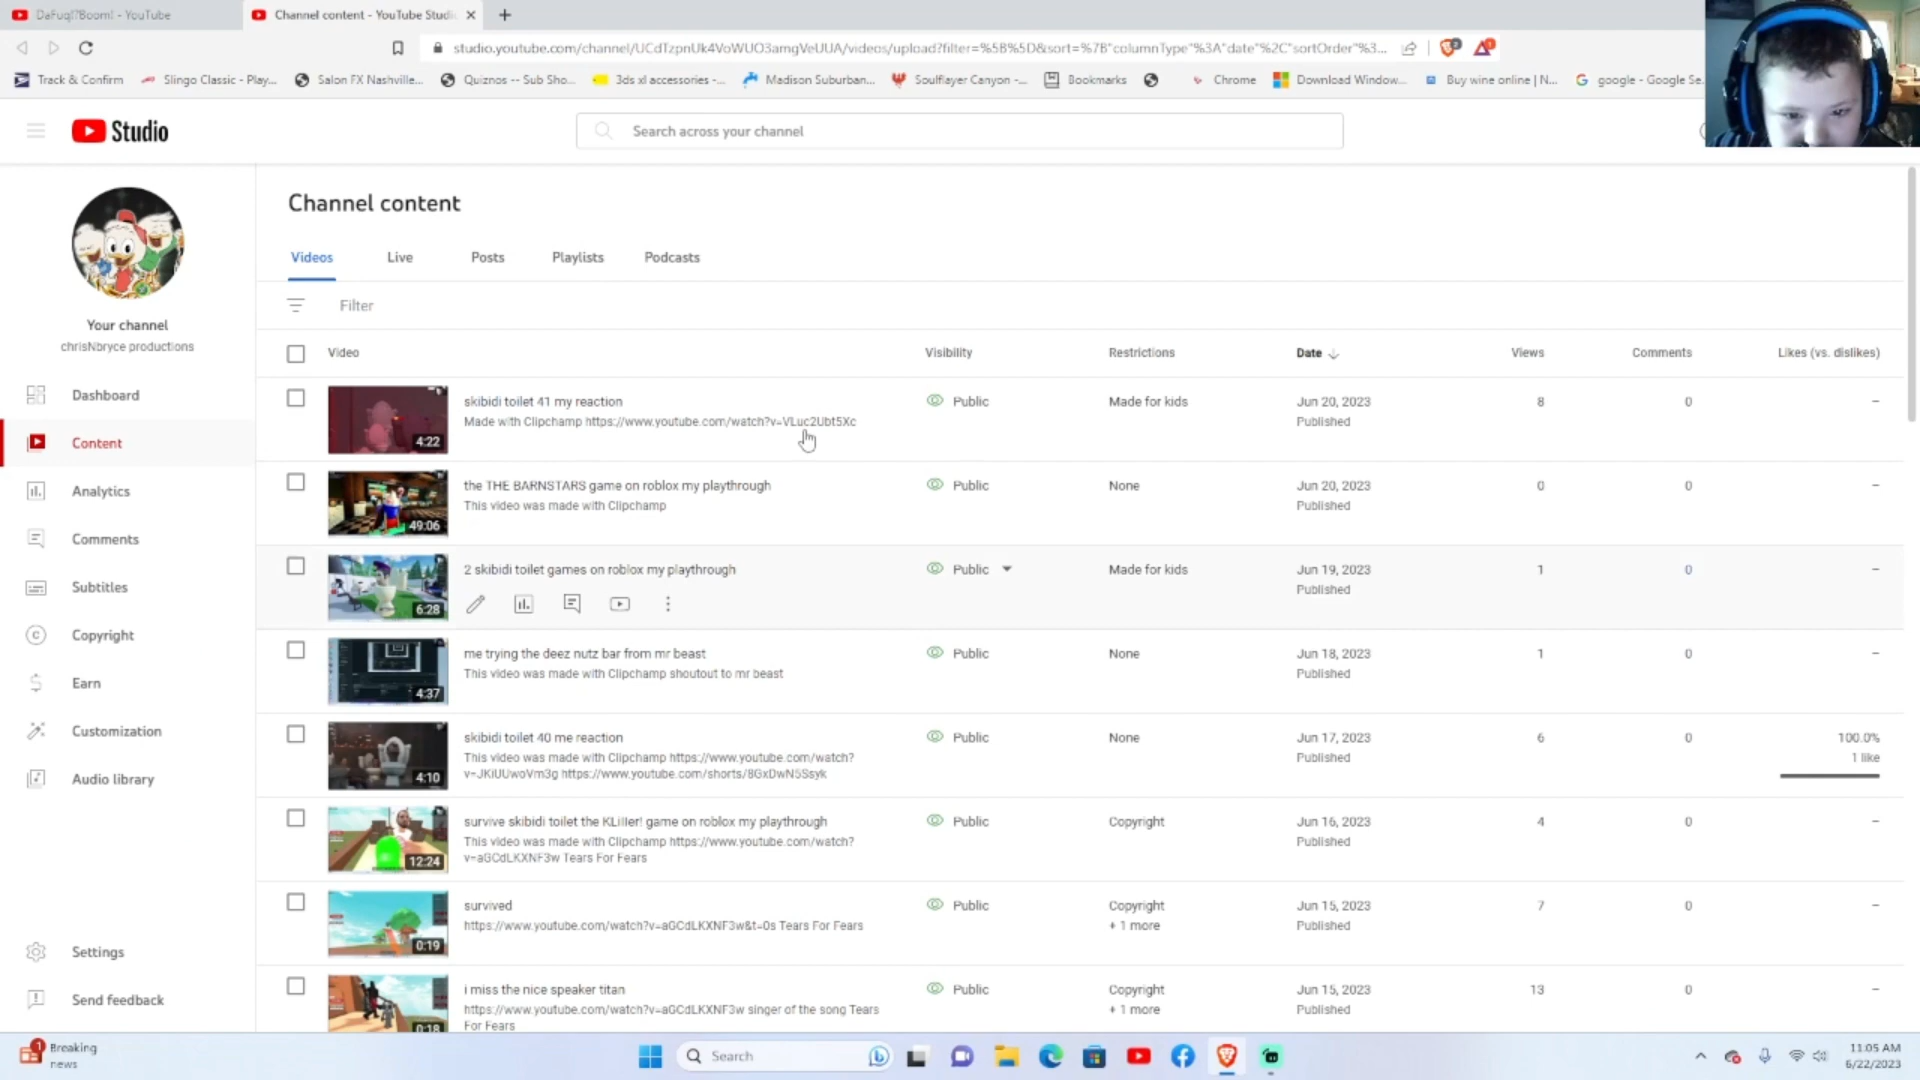 DaFuq!?Boom! - YouTube
Channel content - YouTube Studio
studio.youtube.com/channel/UCdTzpnUk4VoWUO3amgVeUUA/videos/upload?filter=%5B%5D&sort=%7B"columnType"%3A"date"%2C"sortOrder"%3...
Track & Confirm
Slingo Classic - Play...
Salon FX Nashville...
Quiznos -- Sub Sho...
3ds xl accessories -...
Madison Suburban...
Soulflayer Canyon -...
Bookmarks
Chrome
Download Window...
Buy wine online | N...
google - Google Se...
Studio
Search across your channel
Your channel
chrisNbryce productions
Dashboard
Content
Analytics
Comments
Subtitles
Copyright
Earn
Customization
Audio library
Settings
Send feedback
Channel content
Videos Live Posts Playlists Podcasts
Filter
Video Visibility Restrictions Date Views Comments Likes (vs. dislikes)
4:22
skibidi toilet 41 my reaction Public Made for kids Jun 20, 2023 8 0 –
Made with Clipchamp https://www.youtube.com/watch?v=VLuc2Ubt5Xc Published
49:06
the THE BARNSTARS game on roblox my playthrough Public None Jun 20, 2023 0 0 –
This video was made with Clipchamp Published
6:28
2 skibidi toilet games on roblox my playthrough Public Made for kids Jun 19, 2023 1 0 –
Published
4:37
me trying the deez nutz bar from mr beast Public None Jun 18, 2023 1 0 –
This video was made with Clipchamp shoutout to mr beast Published
4:10
skibidi toilet 40 me reaction Public None Jun 17, 2023 6 0 100.0%
This video was made with Clipchamp https://www.youtube.com/watch? Published 1 like
v=JKiUUwoVm3g https://www.youtube.com/shorts/8GxDwN5Ssyk
12:24
survive skibidi toilet the KLiller! game on roblox my playthrough Public Copyright Jun 16, 2023 4 0 –
This video was made with Clipchamp https://www.youtube.com/watch? Published
v=aGCdLKXNF3w Tears For Fears
0:19
survived Public Copyright Jun 15, 2023 7 0 –
https://www.youtube.com/watch?v=aGCdLKXNF3w&t=0s Tears For Fears + 1 more Published
0:18
i miss the nice speaker titan Public Copyright Jun 15, 2023 13 0 –
https://www.youtube.com/watch?v=aGCdLKXNF3w singer of the song Tears + 1 more Published
For Fears
1
Breaking
news
Search
11:05 AM
6/22/2023